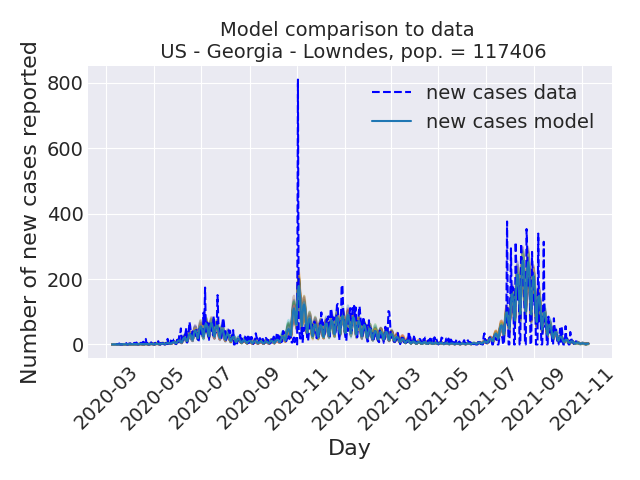 Model comparison to data
US - Georgia - Lowndes, pop. = 117406
Number of new cases reported
800
600
400
200
0
new cases data
new cases model
2020-03
2020-05
2020-07
2020-09
2020-11
2021-01
2021-03
2021-05
2021-07
2021-09
2021-11
Day